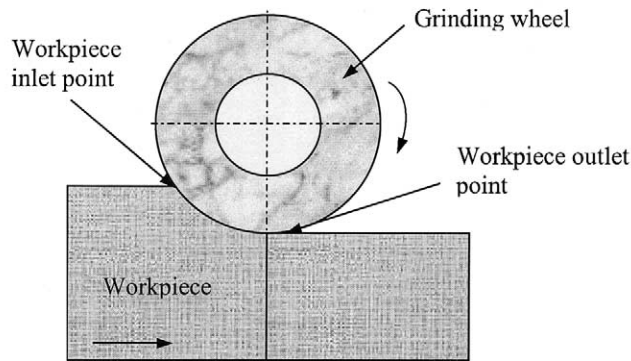 Grinding wheel
Workpiece
inlet point
Workpiece outlet
point
Workpiece